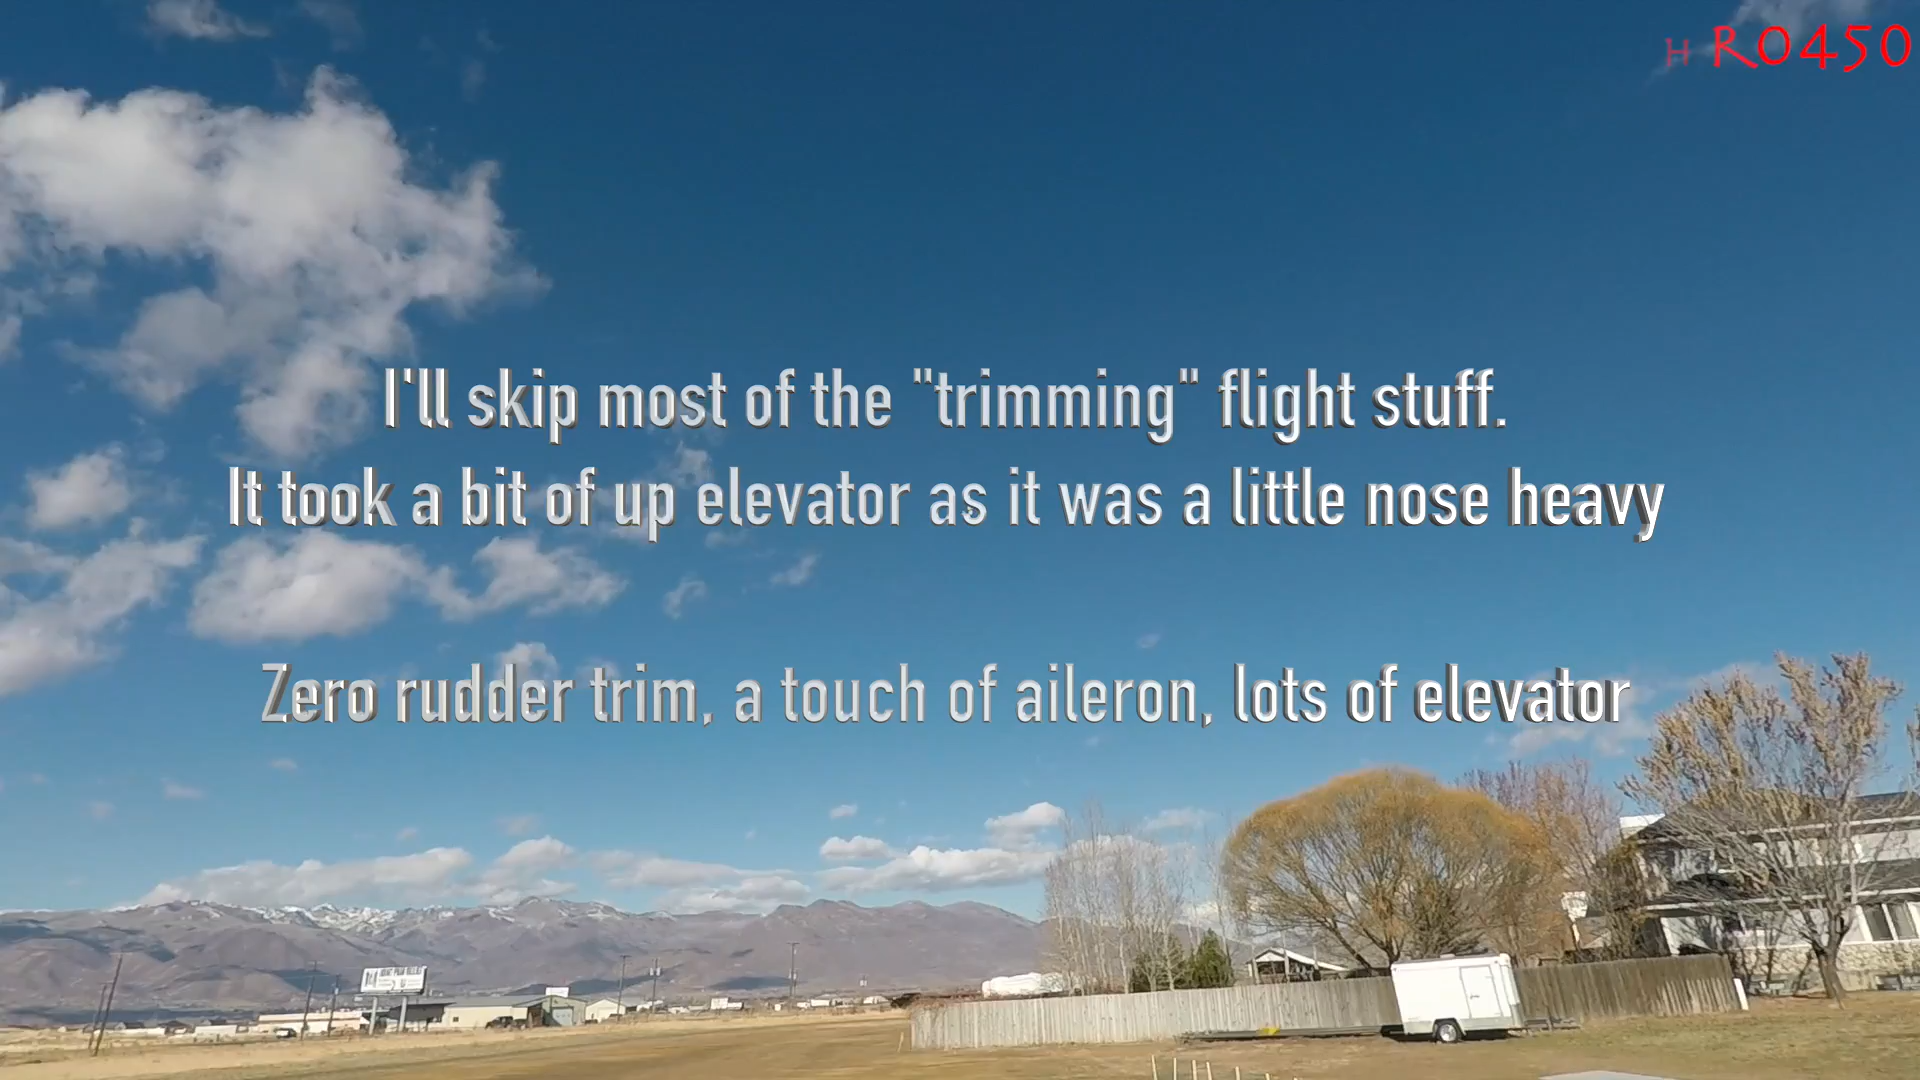 H R0450
I'll skip most of the "trimming" flight stuff.
It took a bit of up elevator as it was a little nose heavy
Zero rudder trim, a touch of aileron, lots of elevator